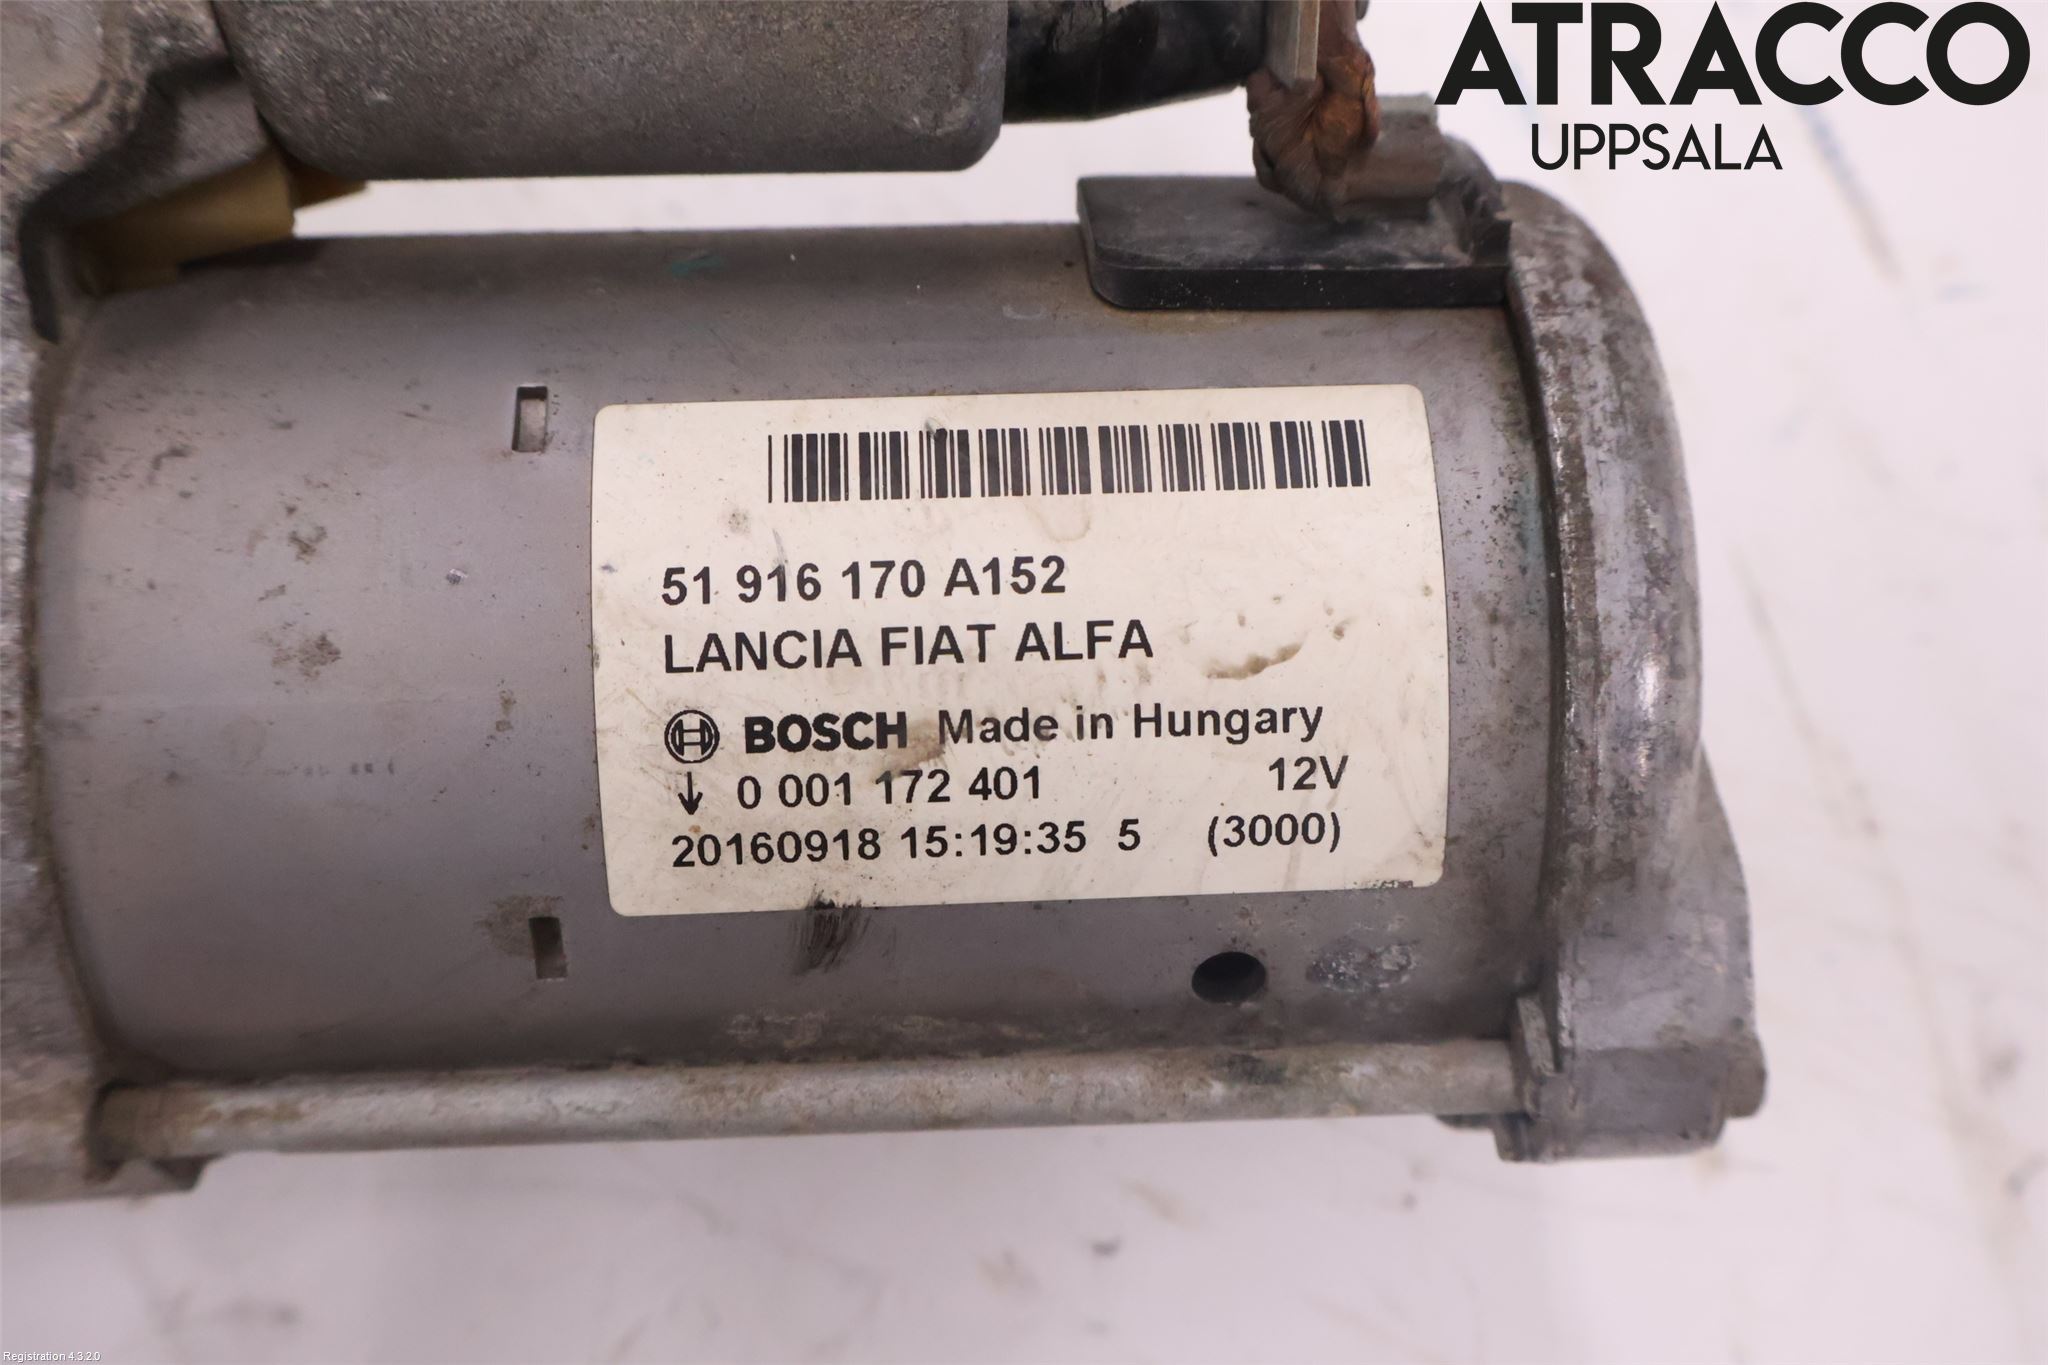 ATRACCO
UPPSALA
51 916 170 A152
LANCIA FIAT ALFA
BOSCH Made in Hungary
↓ 0 001 172 401 12V
20160918 15:19:35 5 (3000)
Registration 4.3.2.0